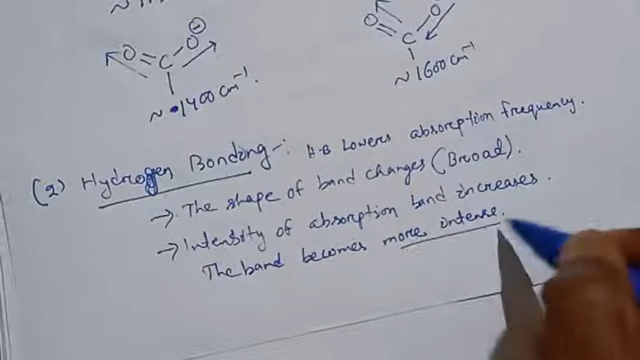 O=C-O⊖
~ 1400 cm⁻¹.
O=C-O
~ 1600 cm⁻¹
(2) Hydrogen Bonding -: H-B Lowers absorption frequency.
→ The shape of band changes (Broad).
→ Intensity of absorption band increases.
The band becomes more intense.